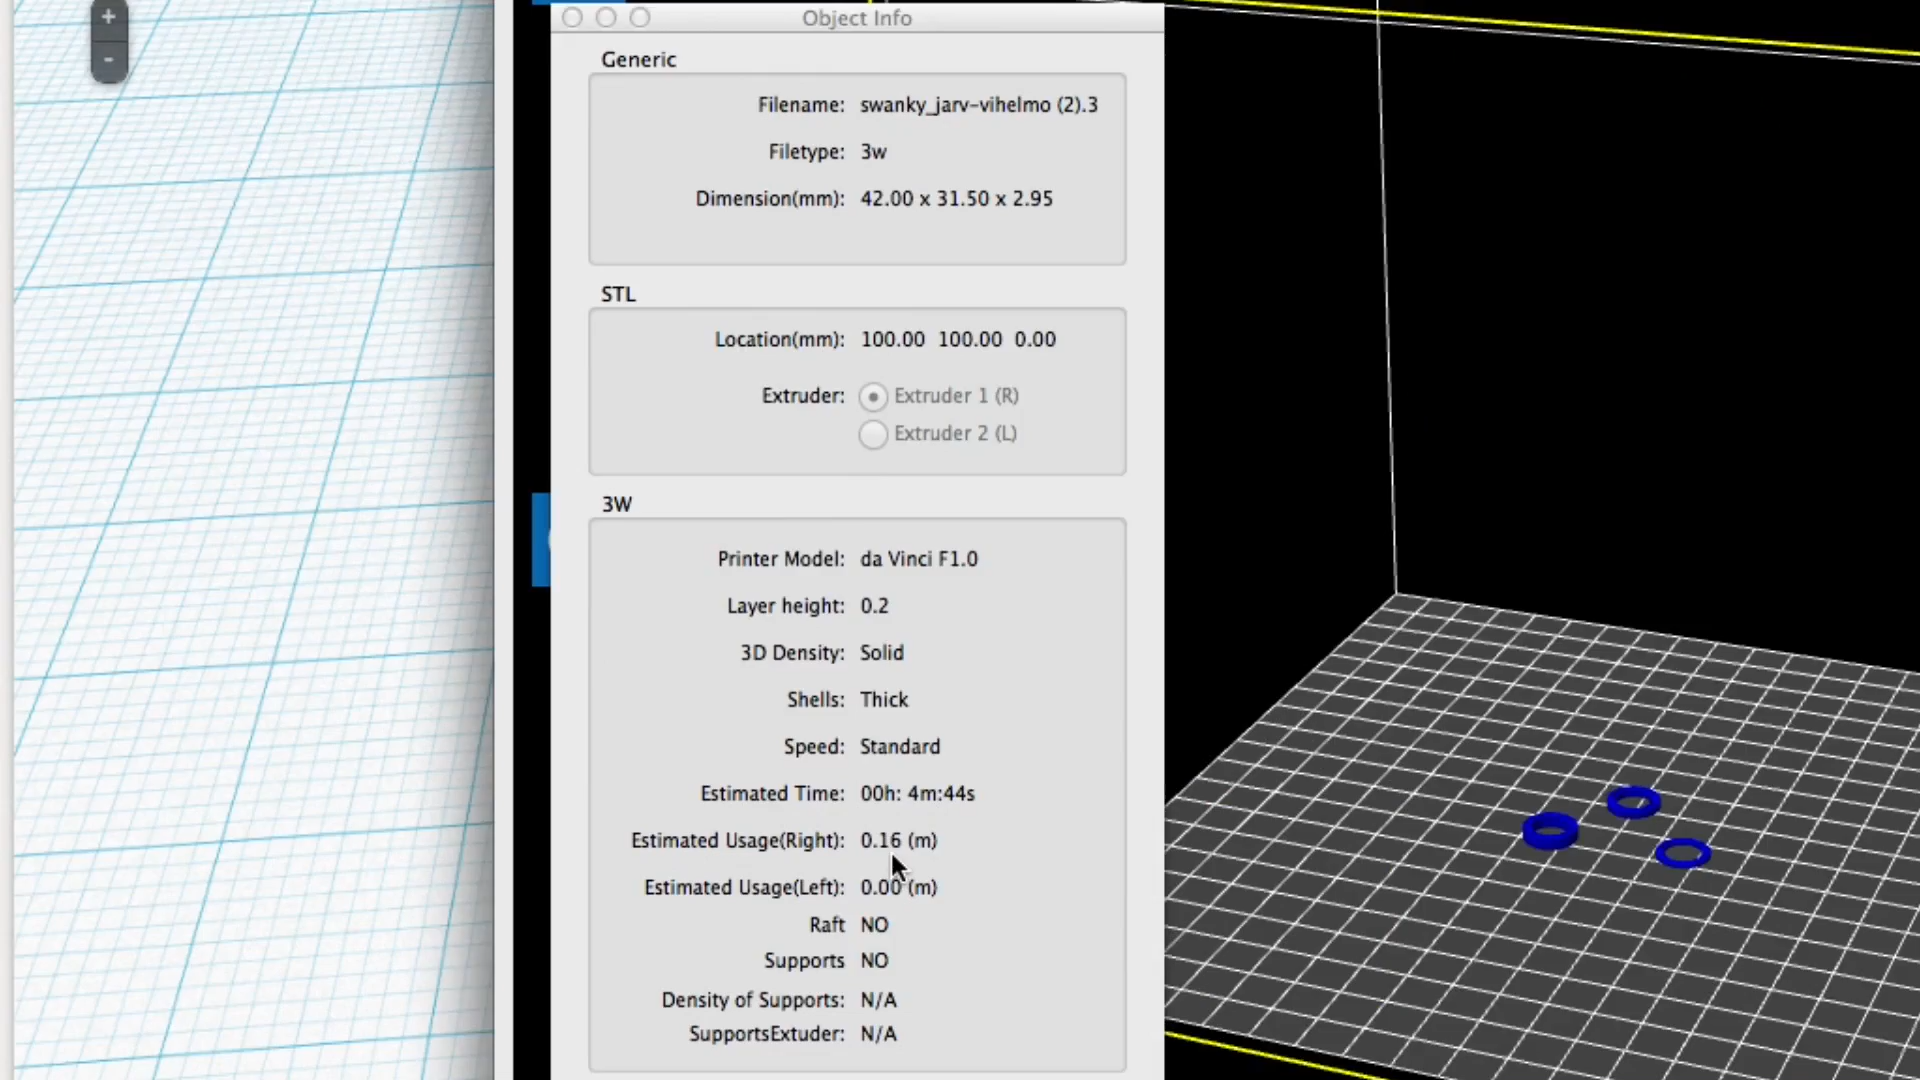 +
-
Object Info
Generic
Filename: swanky_jarv-vihelmo (2).3
Filetype: 3w
Dimension(mm): 42.00 x 31.50 x 2.95
STL
Location(mm): 100.00 100.00 0.00
Extruder: Extruder 1 (R)
Extruder 2 (L)
3W
Printer Model: da Vinci F1.0
Layer height: 0.2
3D Density: Solid
Shells: Thick
Speed: Standard
Estimated Time: 00h: 4m:44s
Estimated Usage(Right): 0.16 (m)
Estimated Usage(Left): 0.00 (m)
Raft NO
Supports NO
Density of Supports: N/A
SupportsExtuder: N/A